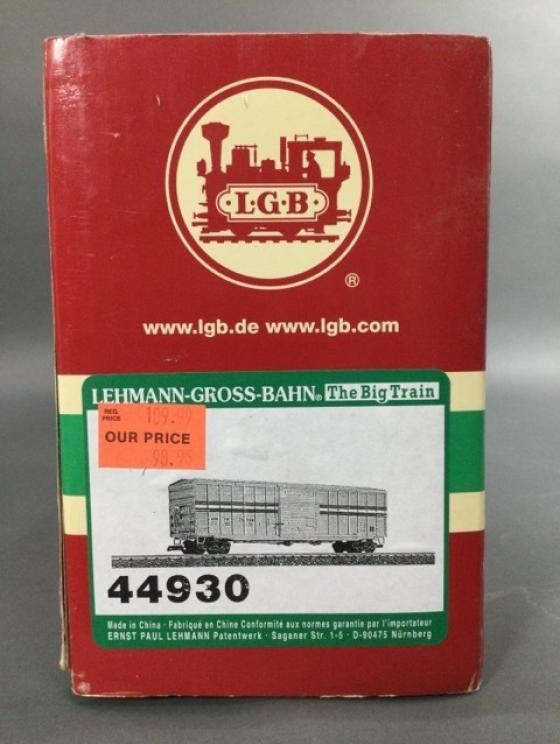 ·L·G·B·
®
www.lgb.de www.lgb.com
LEHMANN-GROSS-BAHN® The Big Train
REG. PRICE 109.99
OUR PRICE
98.95
44930
Made in China · Fabriqué en Chine Conformité aux normes garantie par l'importateur
ERNST PAUL LEHMANN Patentwerk · Saganer Str. 1-5 · D-90475 Nürnberg